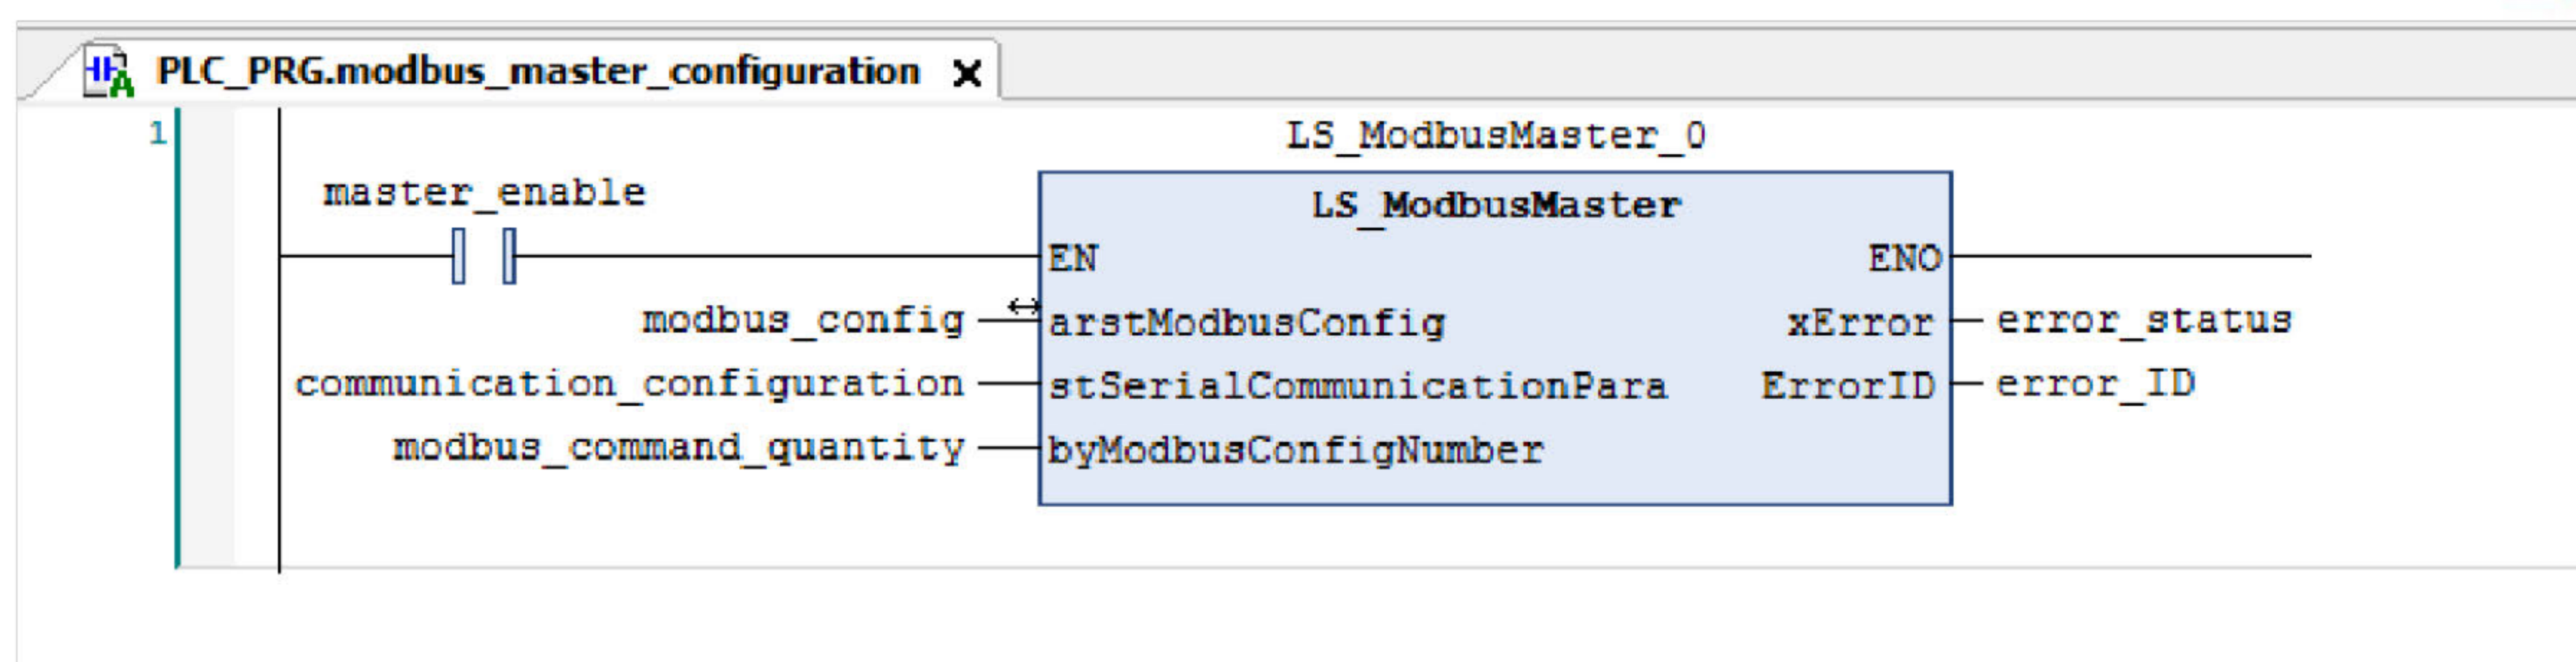 PLC_PRG.modbus_master_configuration
1
LS_ModbusMaster_0
master_enable
LS_ModbusMaster
EN ENO
modbus_config arstModbusConfig xError error_status
communication_configuration stSerialCommunicationPara ErrorID error_ID
modbus_command_quantity byModbusConfigNumber